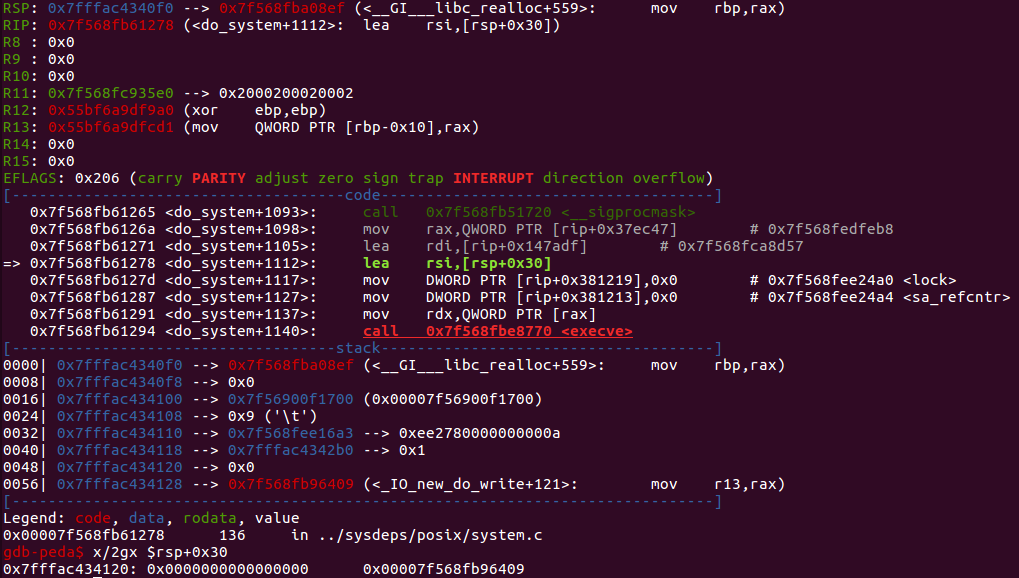 RSP: 0x7fffac4340f0 --> 0x7f568fba08ef (<__GI___libc_realloc+559>:      mov    rbp,rax)
RIP: 0x7f568fb61278 (<do_system+1112>:  lea    rsi,[rsp+0x30])
R8 : 0x0
R9 : 0x0
R10: 0x0
R11: 0x7f568fc935e0 --> 0x2000200020002
R12: 0x55bf6a9df9a0 (xor    ebp,ebp)
R13: 0x55bf6a9dfcd1 (mov    QWORD PTR [rbp-0x10],rax)
R14: 0x0
R15: 0x0
EFLAGS: 0x206 (carry PARITY adjust zero sign trap INTERRUPT direction overflow)
[-------------------------------------code-------------------------------------]
   0x7f568fb61265 <do_system+1093>:     call   0x7f568fb51720 <__sigprocmask>
   0x7f568fb6126a <do_system+1098>:     mov    rax,QWORD PTR [rip+0x37ec47]        # 0x7f568fedfeb8
   0x7f568fb61271 <do_system+1105>:     lea    rdi,[rip+0x147adf]        # 0x7f568fca8d57
=> 0x7f568fb61278 <do_system+1112>:     lea    rsi,[rsp+0x30]
   0x7f568fb6127d <do_system+1117>:     mov    DWORD PTR [rip+0x381219],0x0        # 0x7f568fee24a0 <lock>
   0x7f568fb61287 <do_system+1127>:     mov    DWORD PTR [rip+0x381213],0x0        # 0x7f568fee24a4 <sa_refcntr>
   0x7f568fb61291 <do_system+1137>:     mov    rdx,QWORD PTR [rax]
   0x7f568fb61294 <do_system+1140>:     call   0x7f568fbe8770 <execve>
[------------------------------------stack-------------------------------------]
0000| 0x7fffac4340f0 --> 0x7f568fba08ef (<__GI___libc_realloc+559>:     mov    rbp,rax)
0008| 0x7fffac4340f8 --> 0x0
0016| 0x7fffac434100 --> 0x7f56900f1700 (0x00007f56900f1700)
0024| 0x7fffac434108 --> 0x9 ('\t')
0032| 0x7fffac434110 --> 0x7f568fee16a3 --> 0xee2780000000000a
0040| 0x7fffac434118 --> 0x7fffac4342b0 --> 0x1
0048| 0x7fffac434120 --> 0x0
0056| 0x7fffac434128 --> 0x7f568fb96409 (<_IO_new_do_write+121>:        mov    r13,rax)
[------------------------------------------------------------------------------]
Legend: code, data, rodata, value
0x00007f568fb61278      136     in ../sysdeps/posix/system.c
gdb-peda$ x/2gx $rsp+0x30
0x7fffac434120: 0x0000000000000000      0x00007f568fb96409